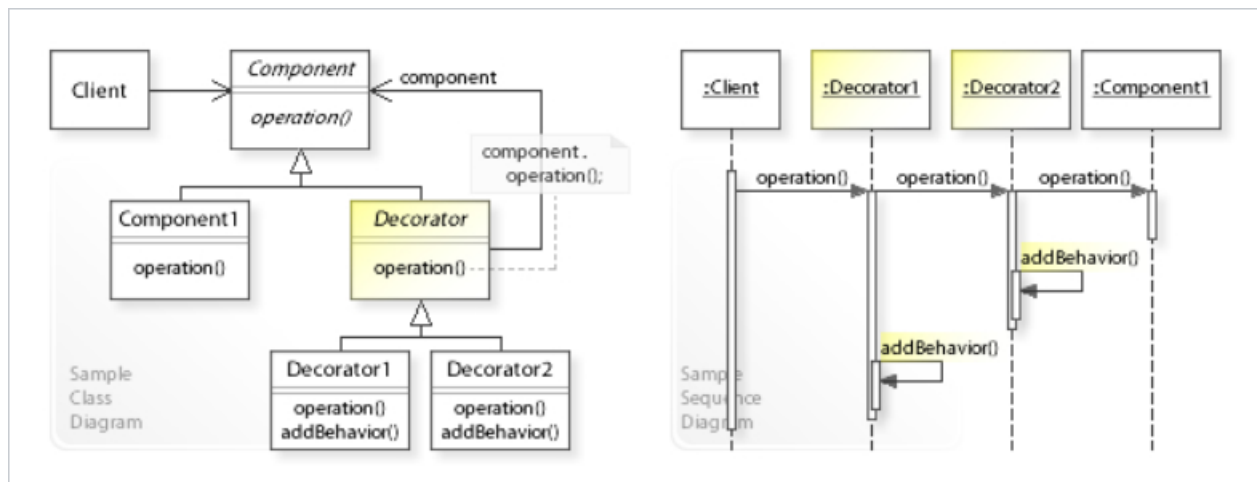 Client
Component
operation()
component
component.
operation();
Component1
operation()
Decorator
operation()
Decorator1
operation()
addBehavior()
Decorator2
operation()
addBehavior()
Sample
Class
Diagram
:Client
:Decorator1
:Decorator2
:Component1
operation()
operation()
operation()
addBehavior()
addBehavior()
Sample
Sequence
Diagram